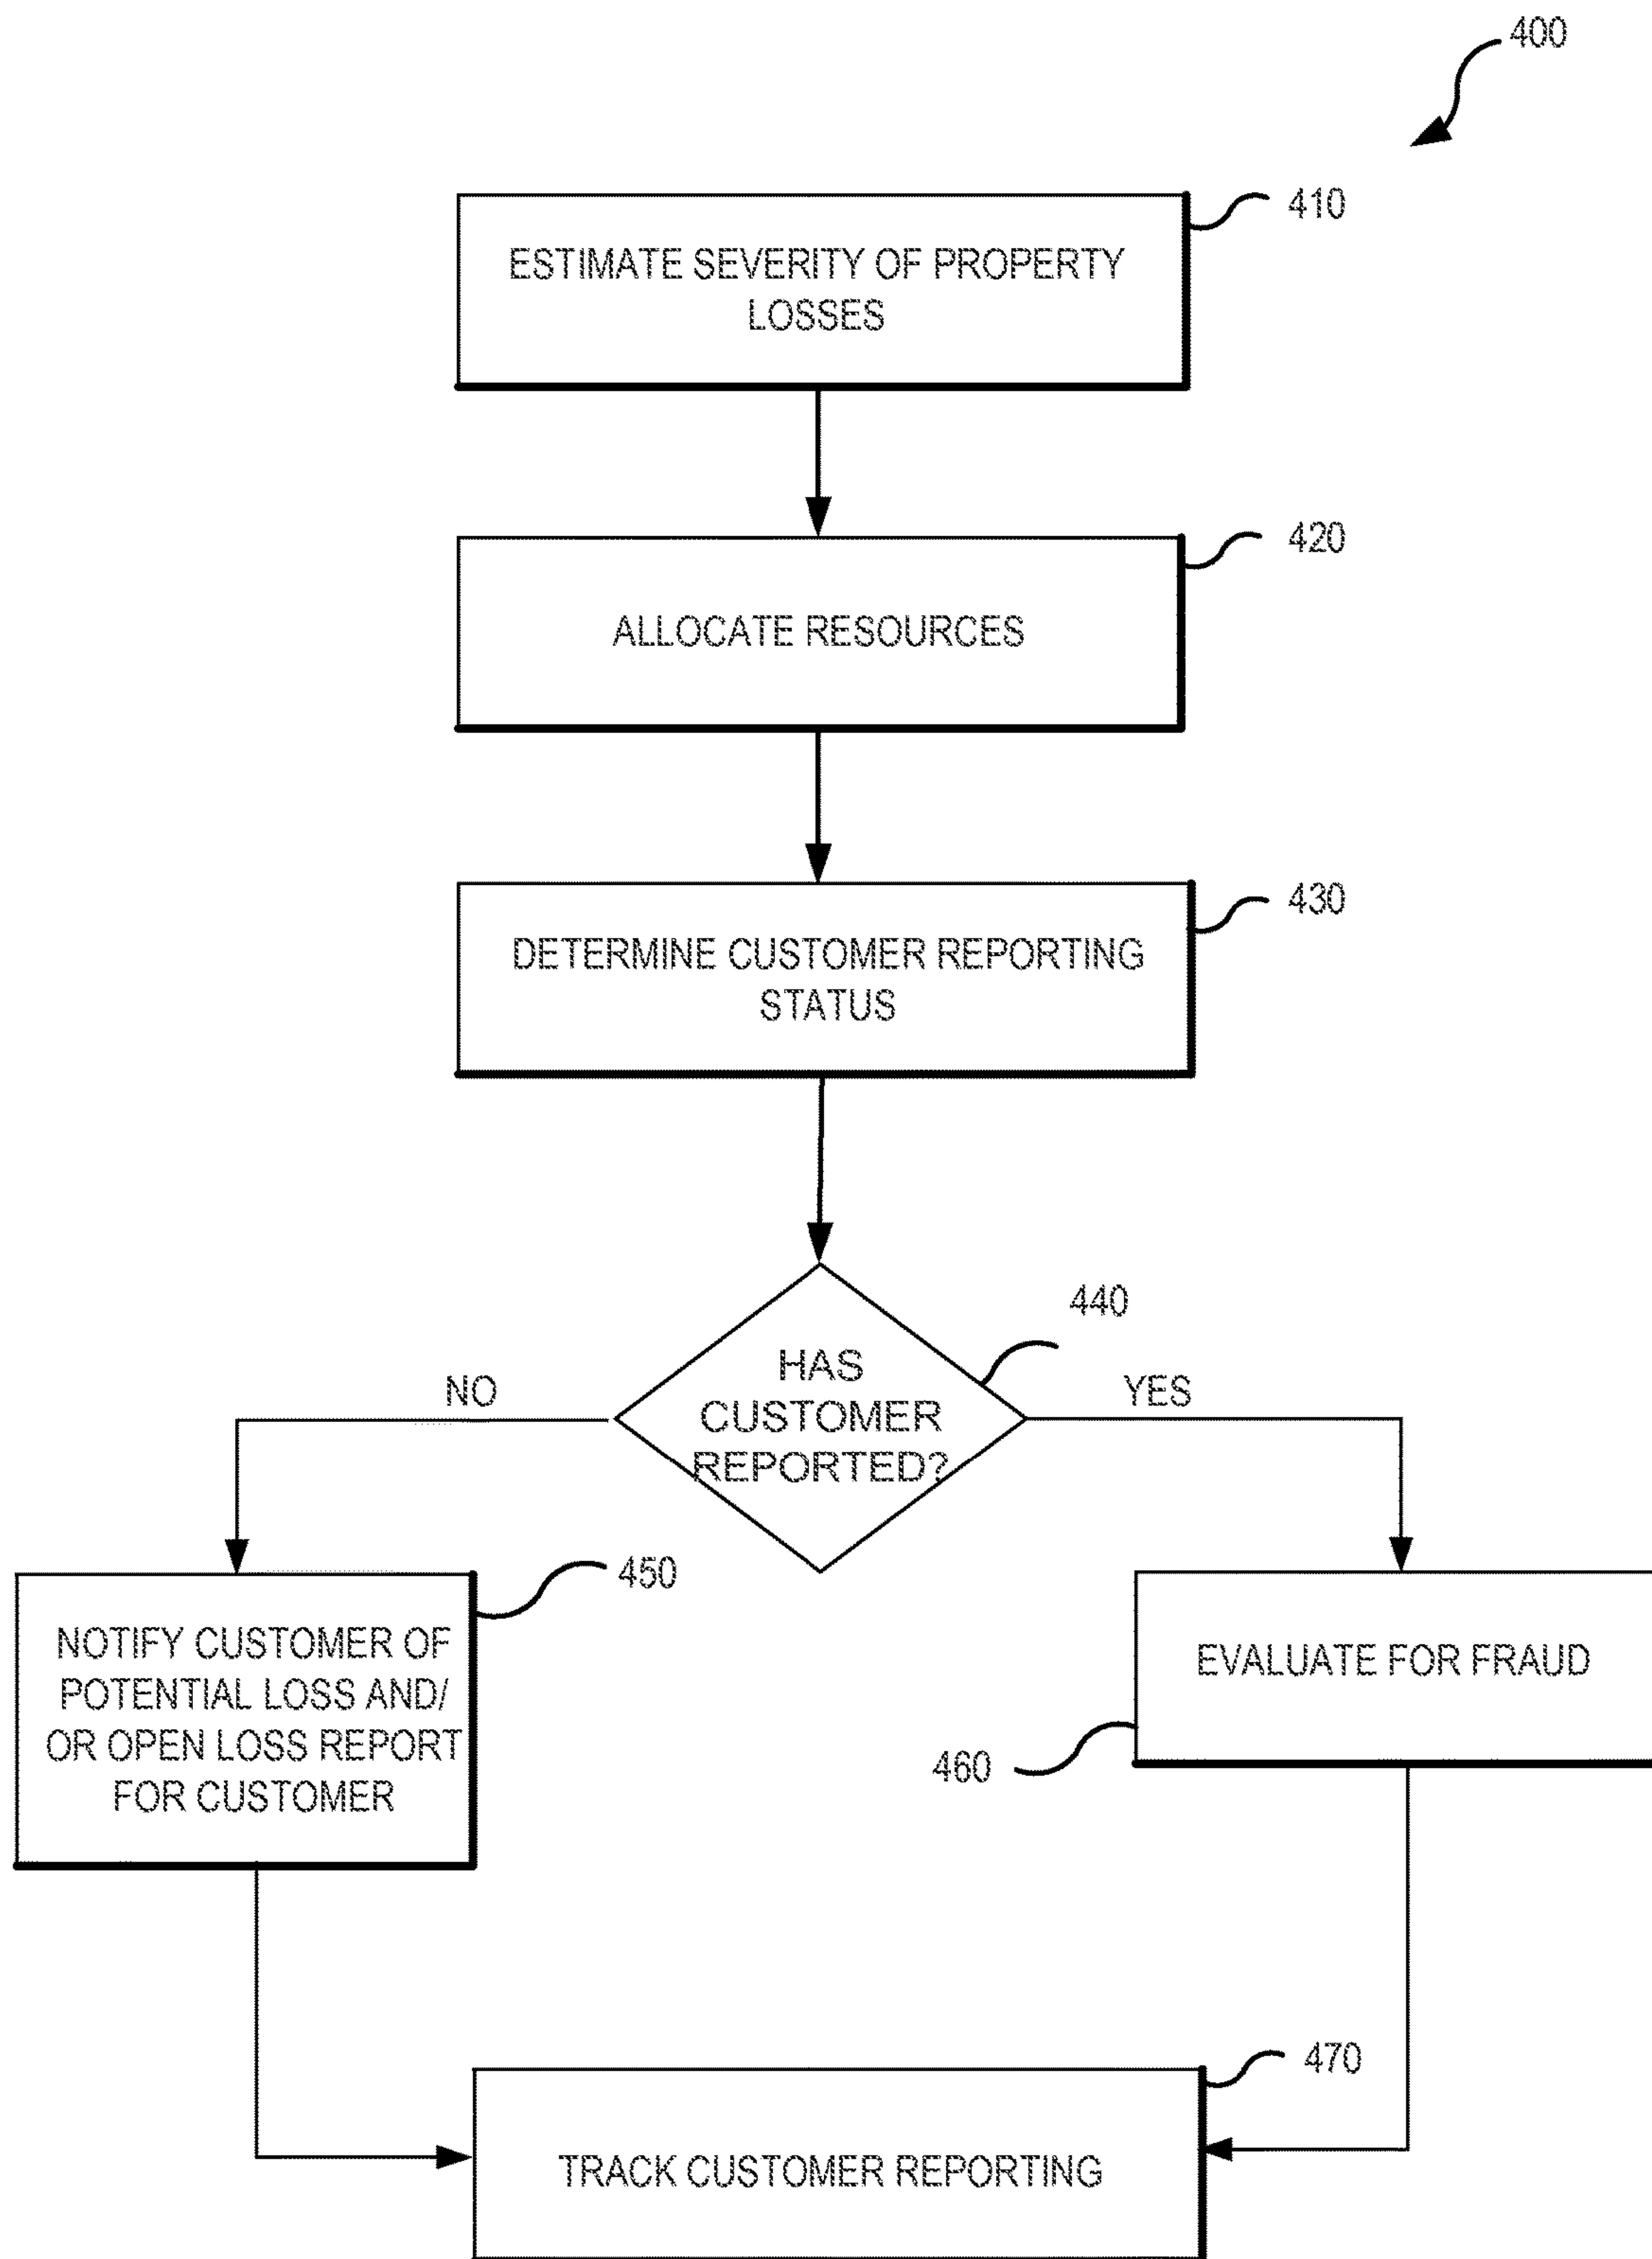 400
410
ESTIMATE SEVERITY OF PROPERTY
LOSSES
420
ALLOCATE RESOURCES
430
DETERMINE CUSTOMER REPORTING
STATUS
440
HAS
CUSTOMER
REPORTED?
NO
YES
450
NOTIFY CUSTOMER OF
POTENTIAL LOSS AND/
OR OPEN LOSS REPORT
FOR CUSTOMER
EVALUATE FOR FRAUD
460
470
TRACK CUSTOMER REPORTING